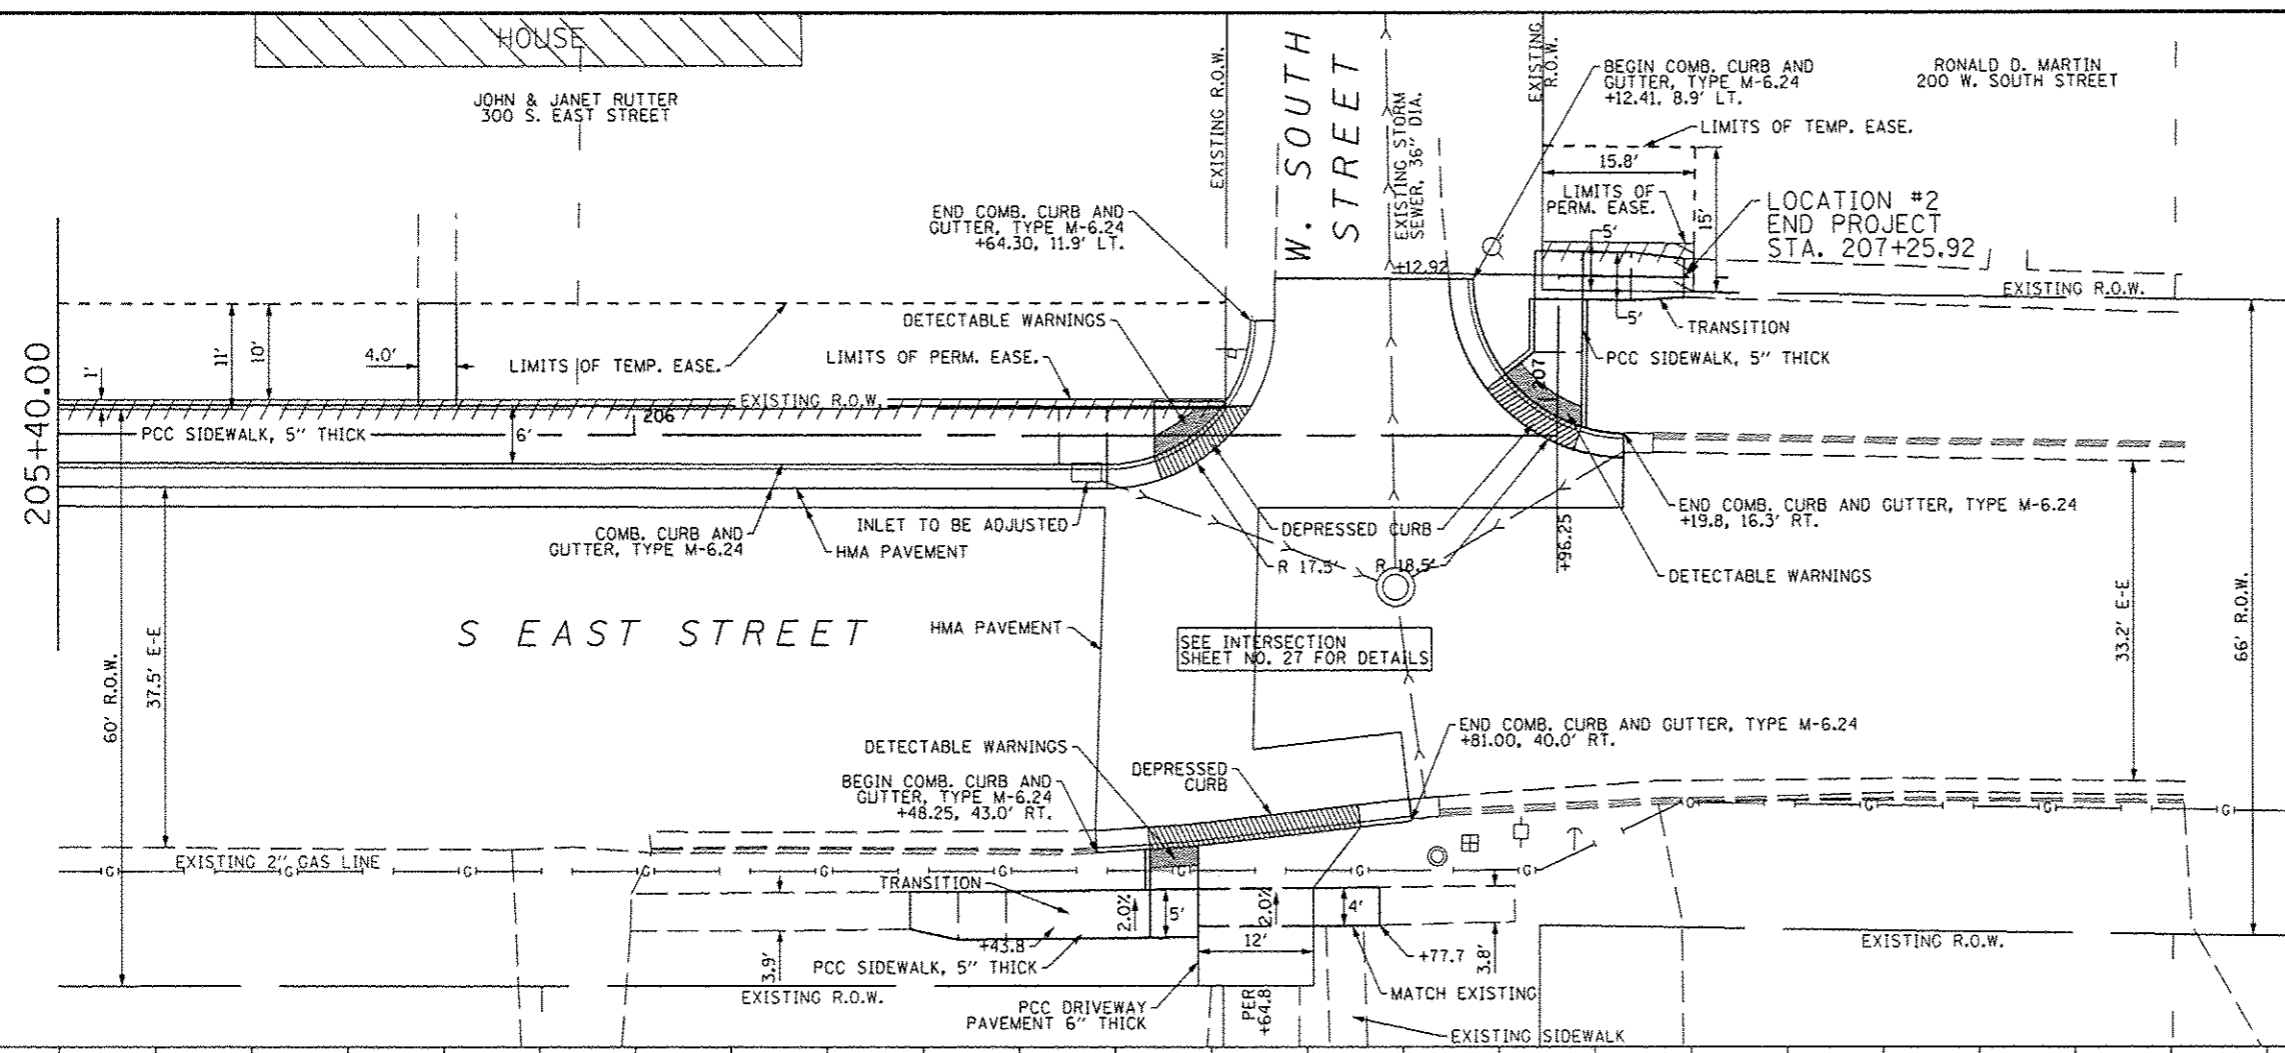 HOUSE
JOHN & JANET RUTTER
300 S. EAST STREET
EXISTING R.O.W.
W. SOUTH
STREET
EXISTING STORM
SEWER, 36" DIA.
EXISTING
R.O.W.
BEGIN COMB. CURB AND
GUTTER, TYPE M-6.24
+12.41, 8.9' LT.
RONALD D. MARTIN
200 W. SOUTH STREET
LIMITS OF TEMP. EASE.
15.8'
LIMITS OF
PERM. EASE.
15'
LOCATION #2
END PROJECT
STA. 207+25.92
5'
END COMB. CURB AND
GUTTER, TYPE M-6.24
+64.30, 11.9' LT.
+12.92
EXISTING R.O.W.
5'
TRANSITION
PCC SIDEWALK, 5" THICK
DETECTABLE WARNINGS
LIMITS OF PERM. EASE.
LIMITS OF TEMP. EASE.
4.0'
1'
11'
10'
205+40.00
EXISTING R.O.W.
206
207
PCC SIDEWALK, 5" THICK
6'
INLET TO BE ADJUSTED
COMB. CURB AND
GUTTER, TYPE M-6.24
HMA PAVEMENT
DEPRESSED CURB
R 17.5'
R 18.5'
+96.25
END COMB. CURB AND GUTTER, TYPE M-6.24
+19.8, 16.3' RT.
DETECTABLE WARNINGS
S EAST STREET
HMA PAVEMENT
SEE INTERSECTION
SHEET NO. 27 FOR DETAILS
60' R.O.W.
37.5' E-E
33.2' E-E
66' R.O.W.
DETECTABLE WARNINGS
BEGIN COMB. CURB AND
GUTTER, TYPE M-6.24
+48.25, 43.0' RT.
DEPRESSED
CURB
END COMB. CURB AND GUTTER, TYPE M-6.24
+81.00, 40.0' RT.
EXISTING 2" GAS LINE
G G G G G G G G G G G G G
TRANSITION
2.0%
5'
2.0%
4'
+43.8
12'
+77.7
3.9'
3.8'
PCC SIDEWALK, 5" THICK
EXISTING R.O.W.
EXISTING R.O.W.
MATCH EXISTING
PCC DRIVEWAY
PAVEMENT 6" THICK
PER
+64.8
EXISTING SIDEWALK